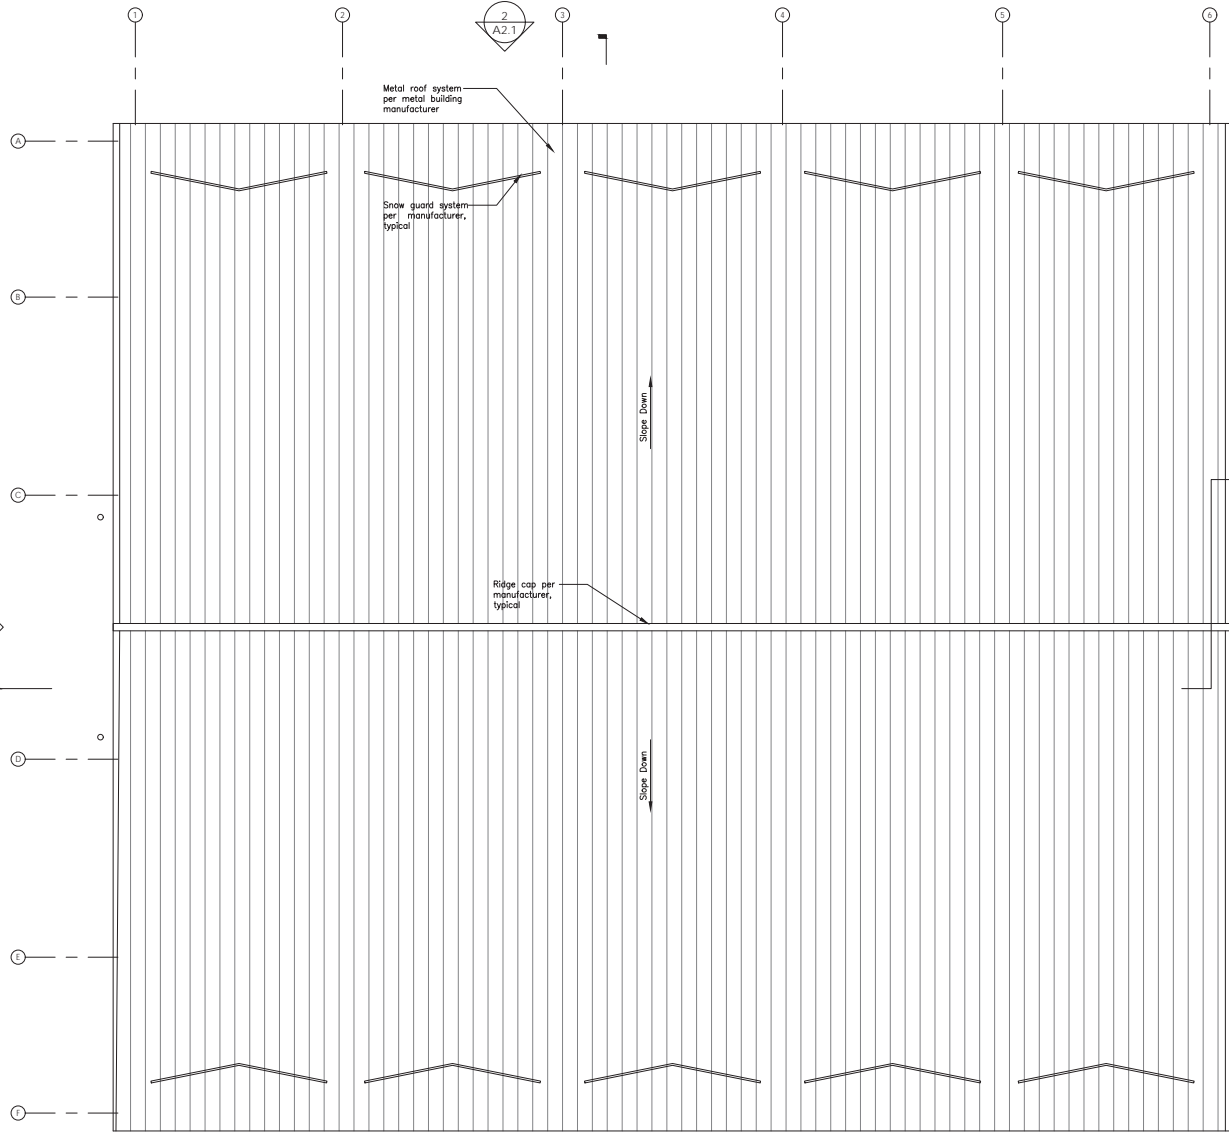 1
2
2
A2.1
3
4
5
6
Metal roof system
per metal building
manufacturer
A
Snow guard system
per manufacturer,
typical
B
Slope Down
C
Ridge cap per
manufacturer,
typical
Slope Down
D
E
F